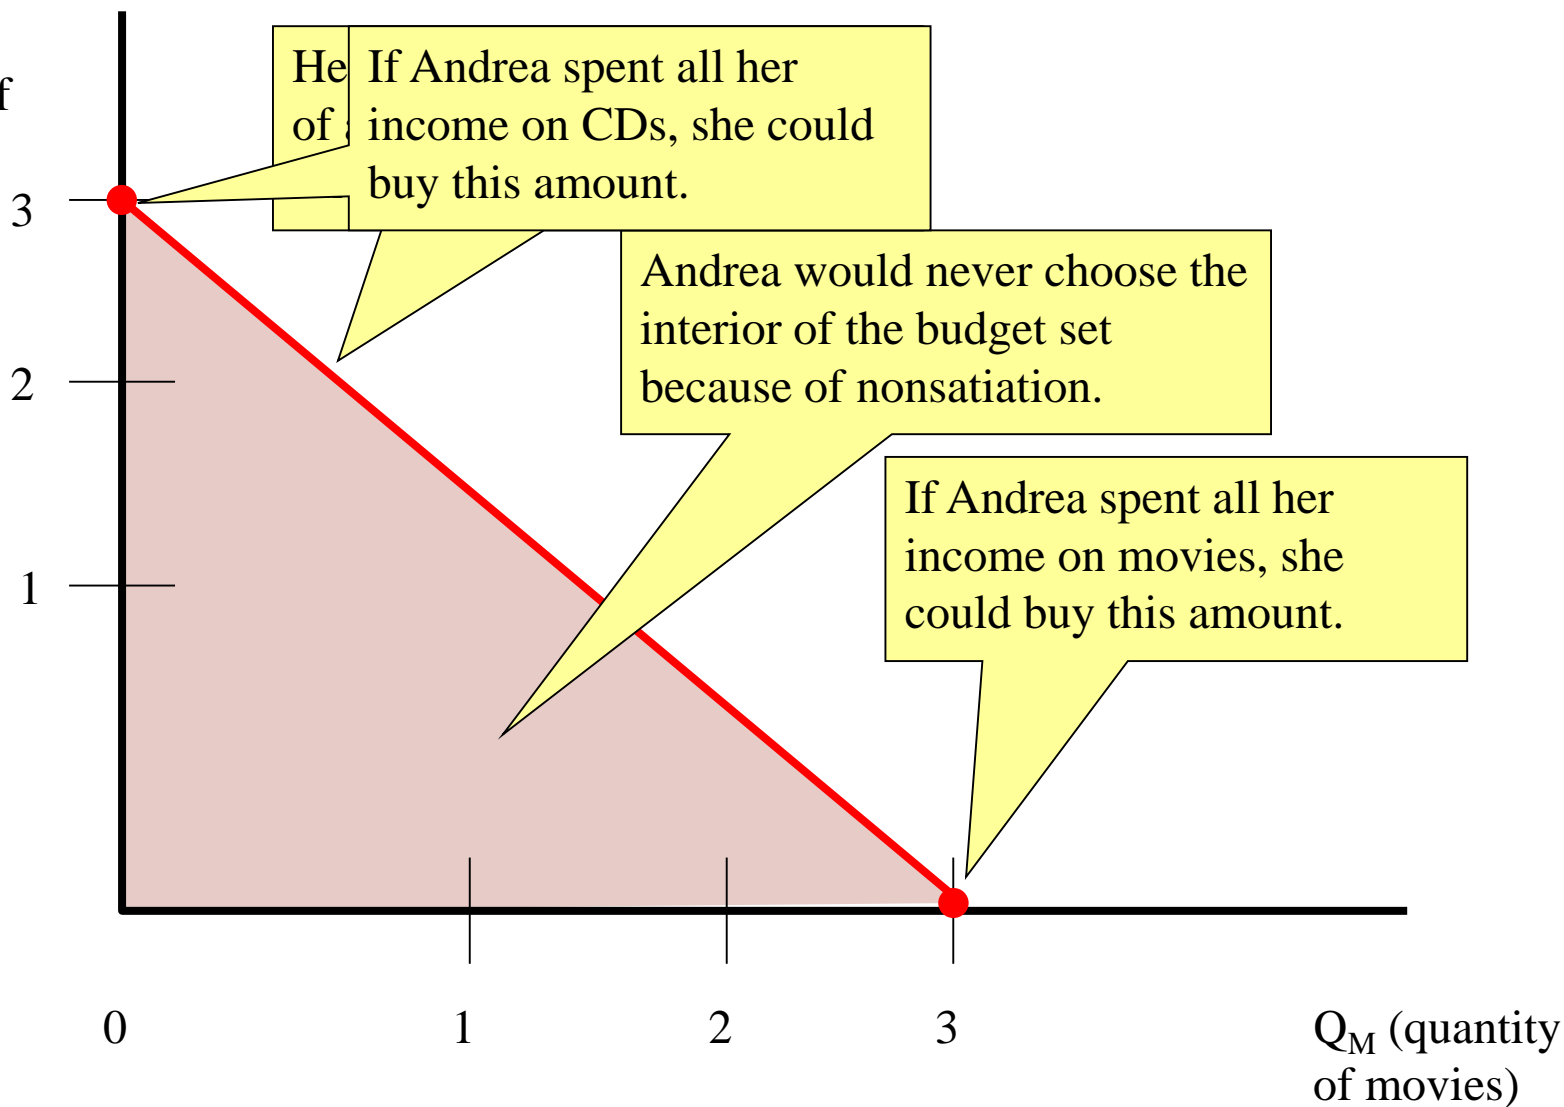 f
He
of
If Andrea spent all her
income on CDs, she could
buy this amount.
3
Andrea would never choose the
interior of the budget set
because of nonsatiation.
2
If Andrea spent all her
income on movies, she
could buy this amount.
1
0 1 2 3 Q_M (quantity
of movies)